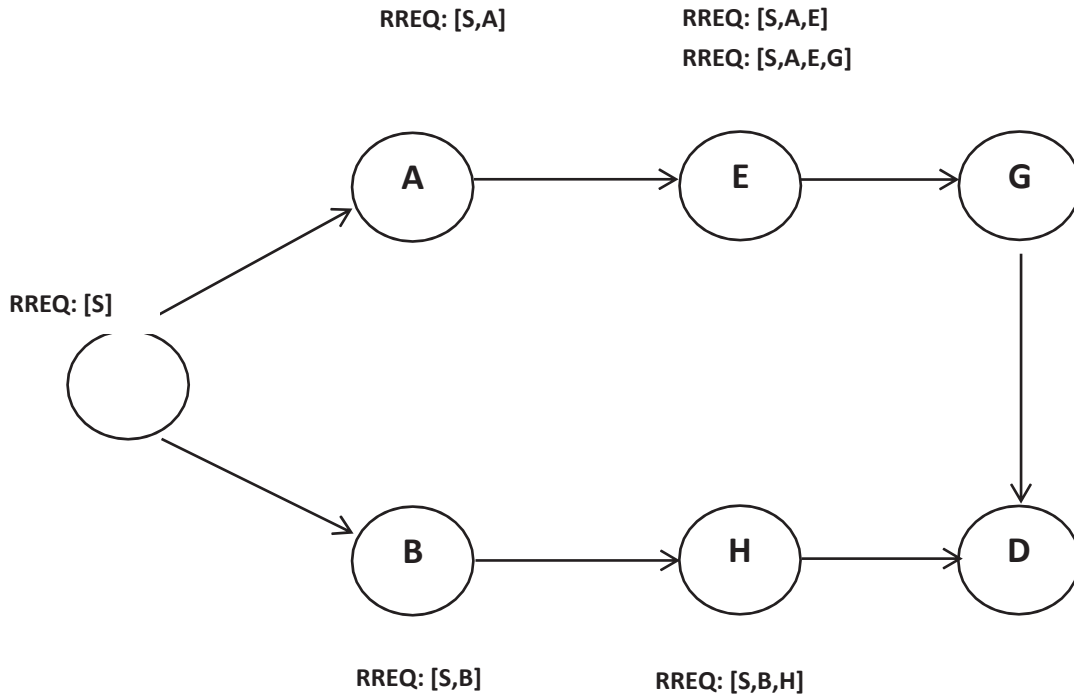 RREQ: [S,A]
RREQ: [S,A,E]
RREQ: [S,A,E,G]
A
E
G
RREQ: [S]
B
H
D
RREQ: [S,B]
RREQ: [S,B,H]